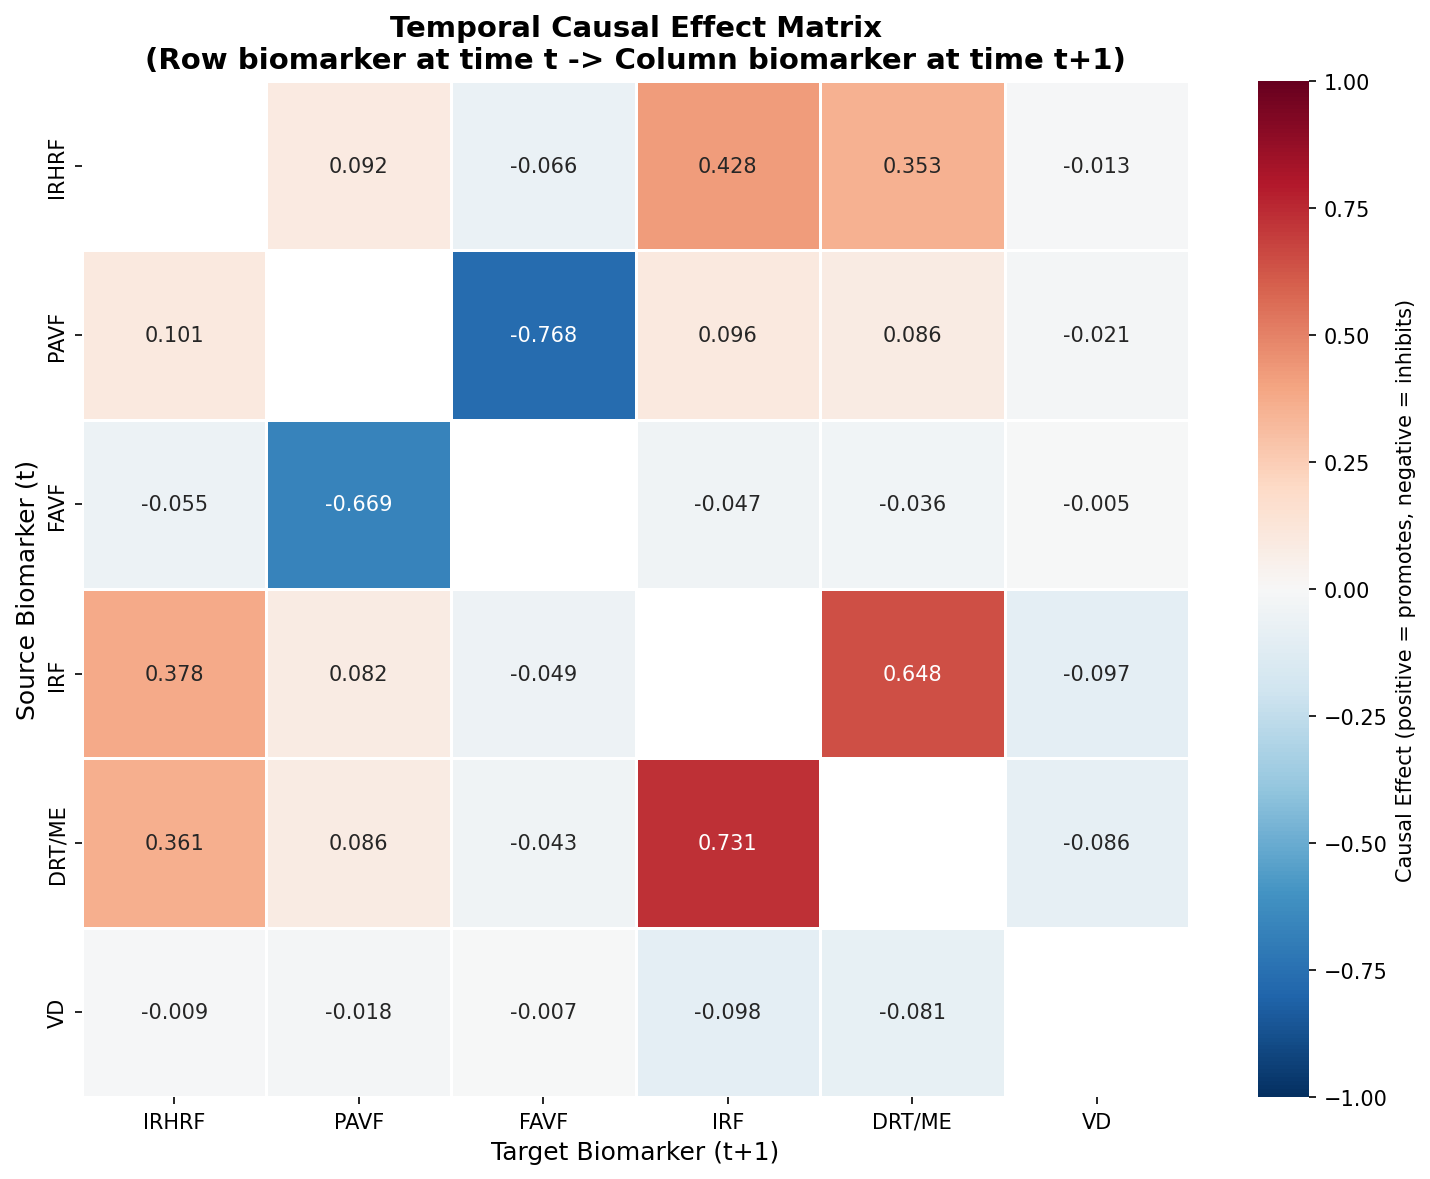 Temporal Causal Effect Matrix
(Row biomarker at time t -> Column biomarker at time t+1)
IRHRF
0.092
-0.066
0.428
0.353
-0.013
PAVF
0.101
-0.768
0.096
0.086
-0.021
FAVF
-0.055
-0.669
-0.047
-0.036
-0.005
IRF
0.378
0.082
-0.049
0.648
-0.097
DRT/ME
0.361
0.086
-0.043
0.731
-0.086
VD
-0.009
-0.018
-0.007
-0.098
-0.081
Source Biomarker (t)
IRHRF
PAVF
FAVF
IRF
DRT/ME
VD
Target Biomarker (t+1)
1.00
0.75
0.50
0.25
0.00
−0.25
−0.50
−0.75
−1.00
Causal Effect (positive = promotes, negative = inhibits)